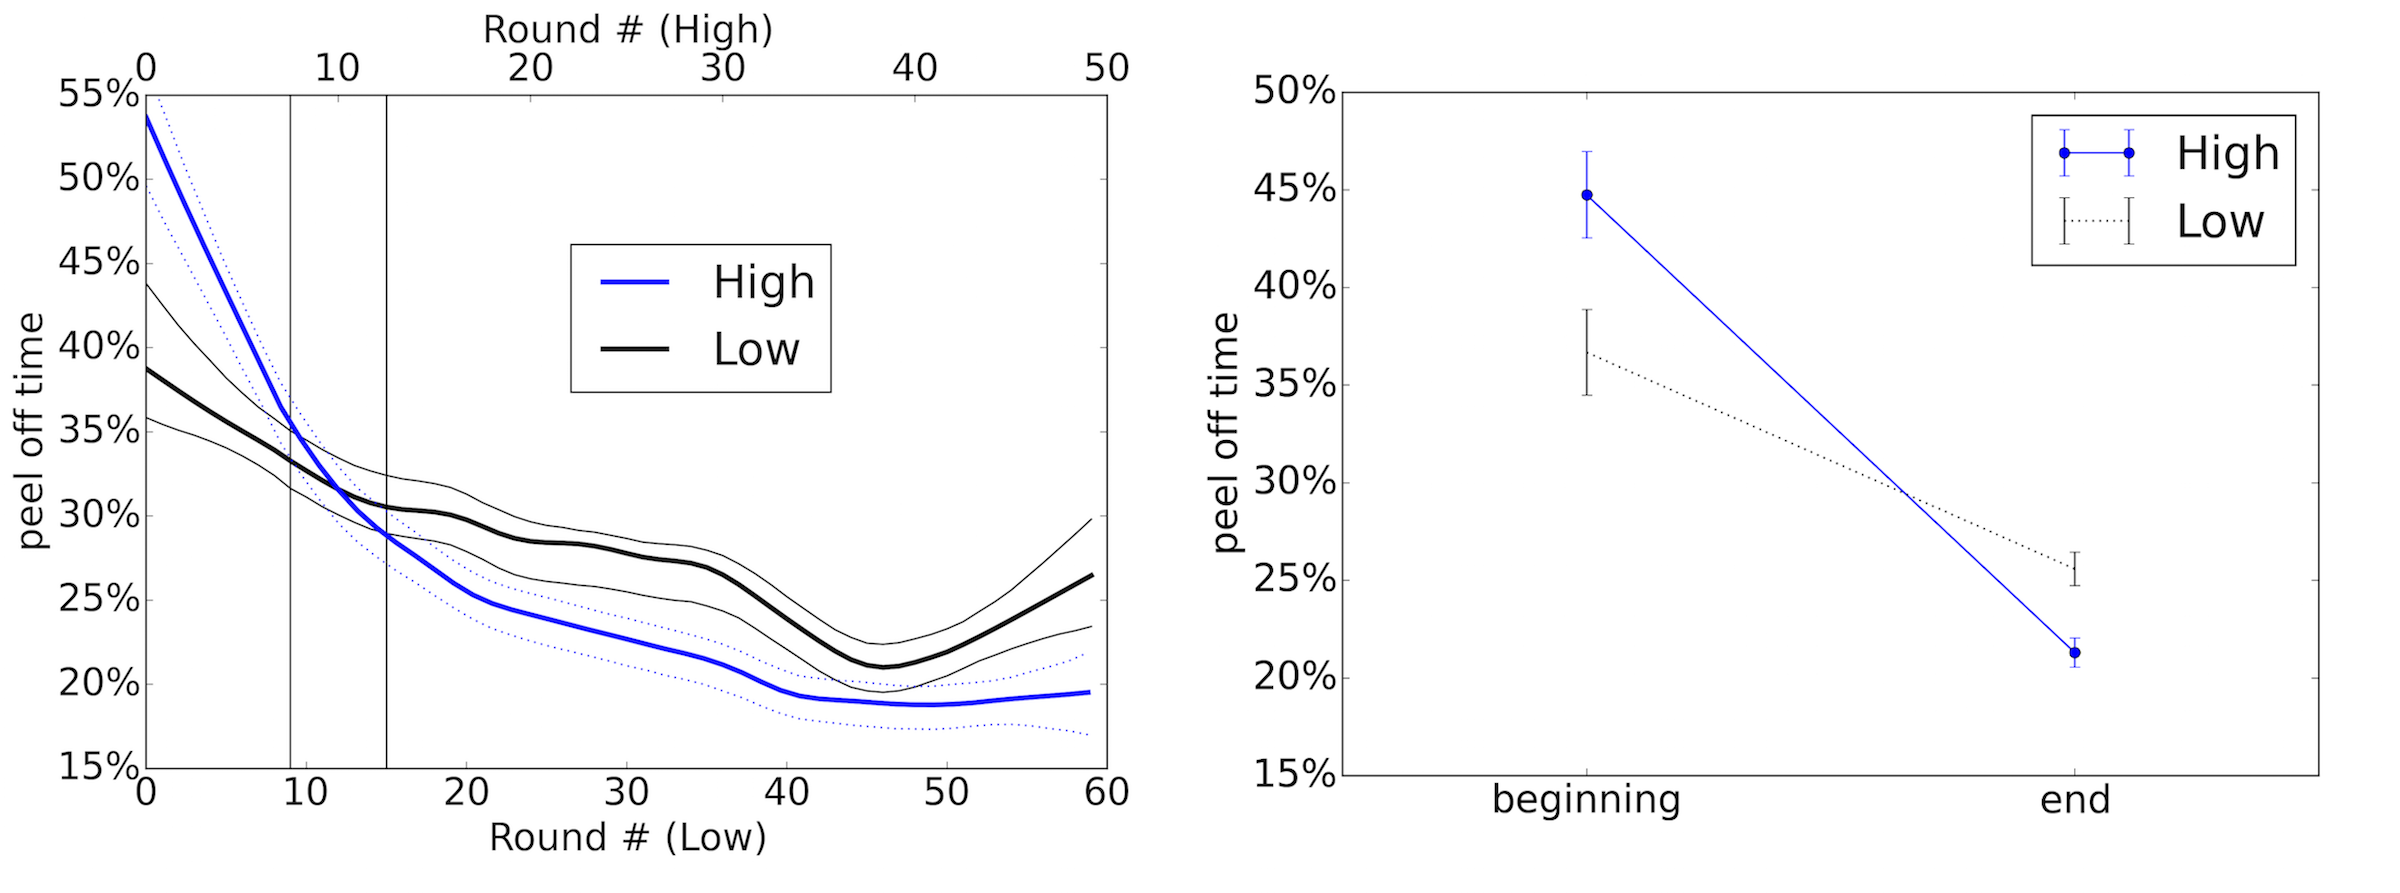 Round # (High)
0 10 20 30 40 50
55%
50%
45%
40%
35%
30%
25%
20%
15%
peel off time
High
Low
0 10 20 30 40 50 60
Round # (Low)
50%
45%
40%
35%
30%
25%
20%
15%
peel off time
High
Low
beginning end